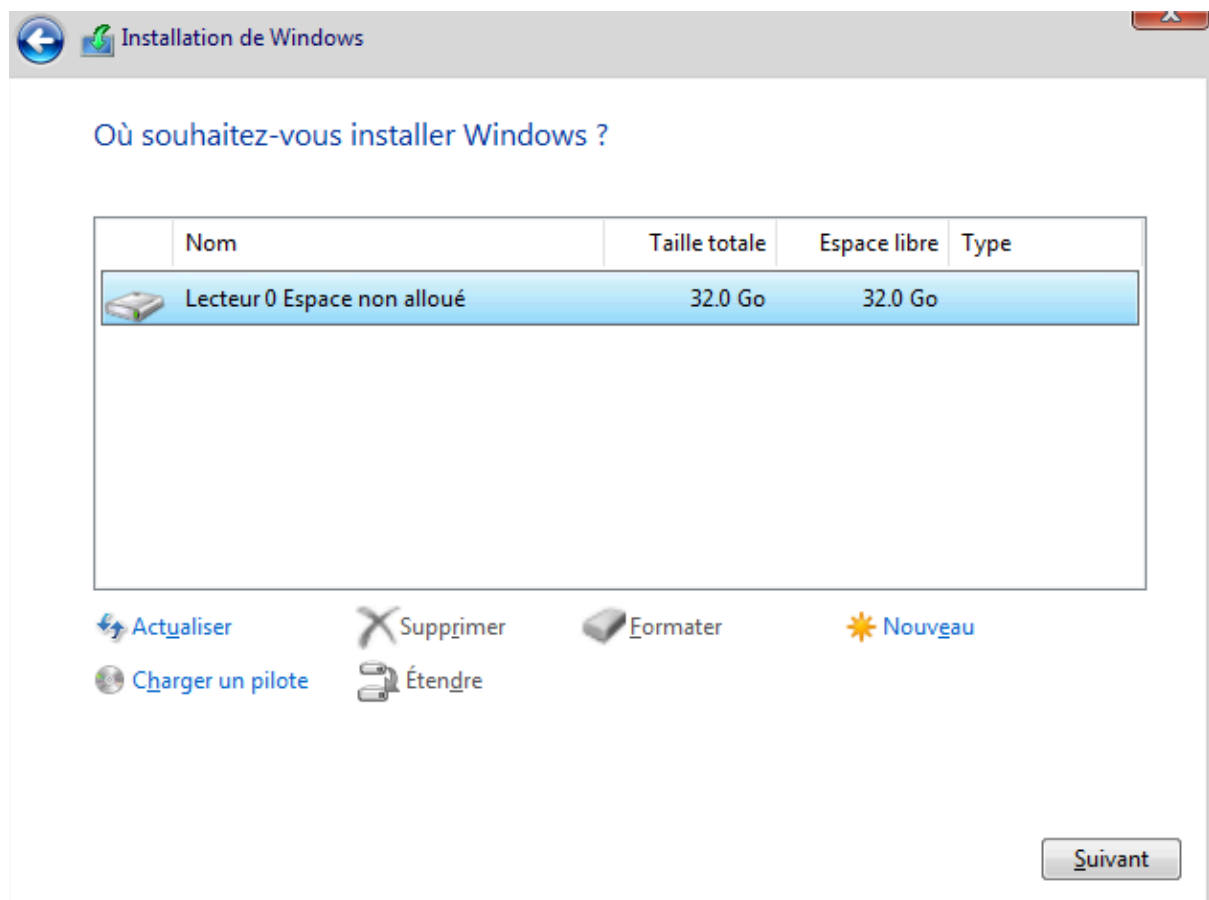 Installation de Windows
Où souhaitez-vous installer Windows ?
Nom Taille totale Espace libre Type
Lecteur 0 Espace non alloué 32.0 Go 32.0 Go
Actualiser Supprimer Formater Nouveau
Charger un pilote Étendre
Suivant